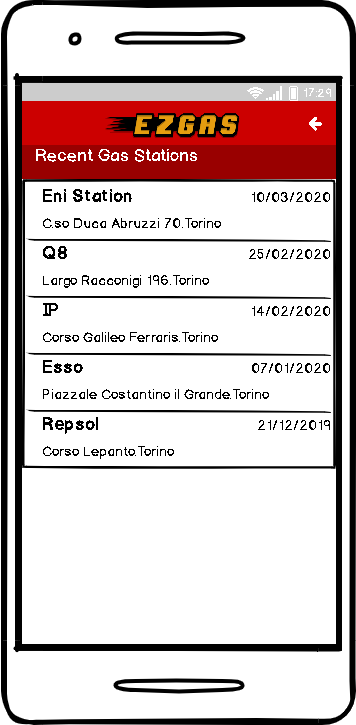 17:29
EZGAS
Recent Gas Stations
Eni Station 10/03/2020
C.so Duca Abruzzi 70.Torino
Q8 25/02/2020
Largo Racconigi 196.Torino
IP 14/02/2020
Corso Galileo Ferraris.Torino
Esso 07/01/2020
Piazzale Costantino il Grande.Torino
Repsol 21/12/2019
Corso Lepanto.Torino